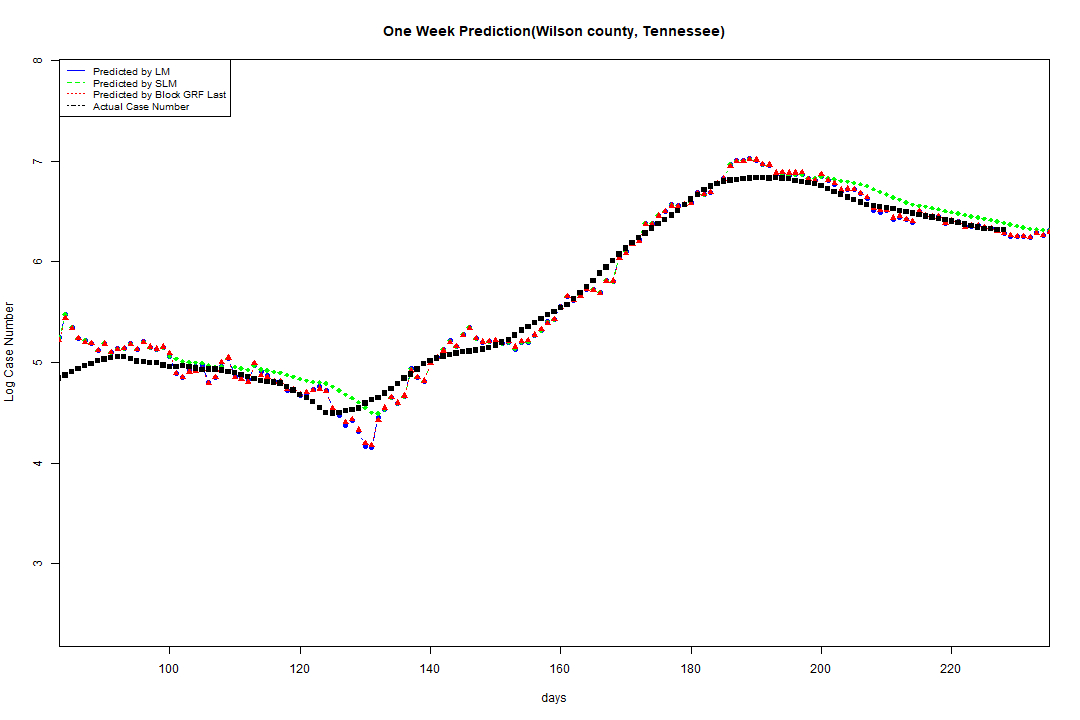 One Week Prediction(Wilson county, Tennessee)
Predicted by LM
Predicted by SLM
Predicted by Block GRF Last
Actual Case Number
8
7
6
5
4
3
Log Case Number
100 120 140 160 180 200 220
days